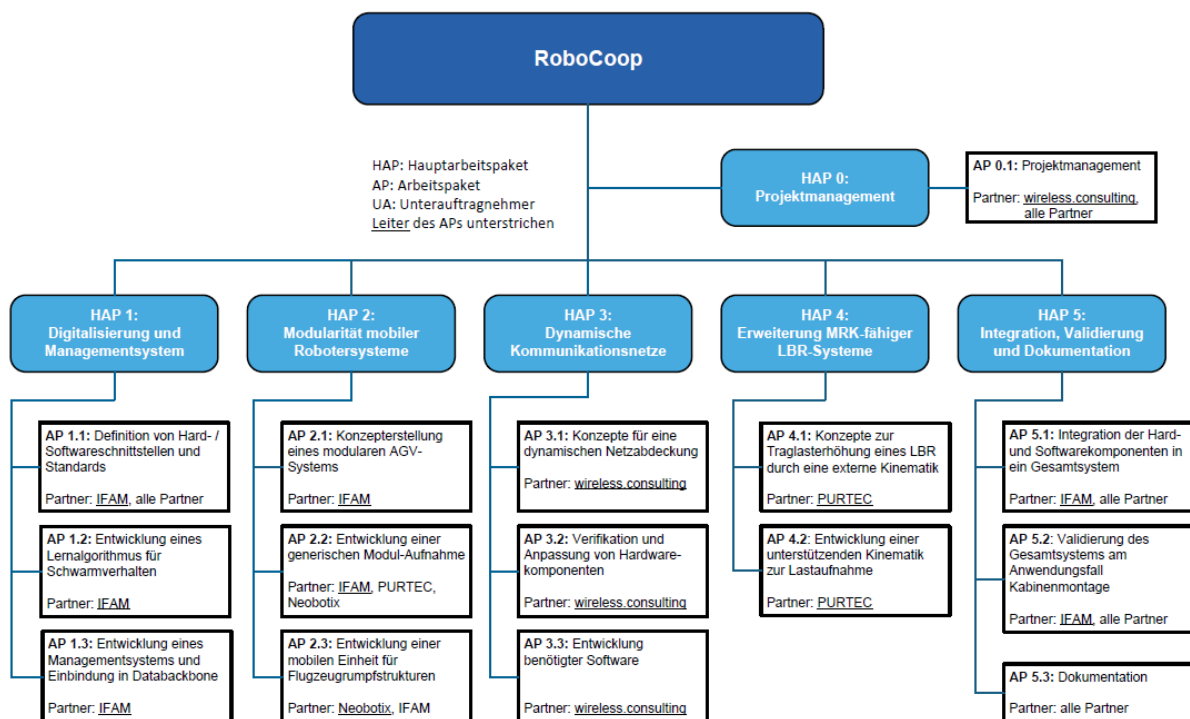 RoboCoop
HAP: Hauptarbeitspaket
AP: Arbeitspaket
UA: Unterauftragnehmer
Leiter des APs unterstrichen
HAP 0:
Projektmanagement
AP 0.1: Projektmanagement
Partner: wireless.consulting,
alle Partner
HAP 1:
Digitalisierung und
Managementsystem
HAP 2:
Modularität mobiler
Robotersysteme
HAP 3:
Dynamische
Kommunikationsnetze
HAP 4:
Erweiterung MRK-fähiger
LBR-Systeme
HAP 5:
Integration, Validierung
und Dokumentation
AP 1.1: Definition von Hard- /
Softwareschnittstellen und
Standards
Partner: IFAM, alle Partner
AP 1.2: Entwicklung eines
Lernalgorithmus für
Schwarmverhalten
Partner: IFAM
AP 1.3: Entwicklung eines
Managementsystems und
Einbindung in Databackbone
Partner: IFAM
AP 2.1: Konzepterstellung
eines modularen AGV-
Systems
Partner: IFAM
AP 2.2: Entwicklung einer
generischen Modul-Aufnahme
Partner: IFAM, PURTEC,
Neobotix
AP 2.3: Entwicklung einer
mobilen Einheit für
Flugzeugrumpfstrukturen
Partner: Neobotix, IFAM
AP 3.1: Konzepte für eine
dynamischen Netzabdeckung
Partner: wireless.consulting
AP 3.2: Verifikation und
Anpassung von Hardware-
komponenten
Partner: wireless.consulting
AP 3.3: Entwicklung
benötigter Software
Partner: wireless.consulting
AP 4.1: Konzepte zur
Traglasterhöhung eines LBR
durch eine externe Kinematik
Partner: PURTEC
AP 4.2: Entwicklung einer
unterstützenden Kinematik
zur Lastaufnahme
Partner: PURTEC
AP 5.1: Integration der Hard-
und Softwarekomponenten in
ein Gesamtsystem
Partner: IFAM, alle Partner
AP 5.2: Validierung des
Gesamtsystems am
Anwendungsfall
Kabinenmontage
Partner: IFAM, alle Partner
AP 5.3: Dokumentation
Partner: alle Partner